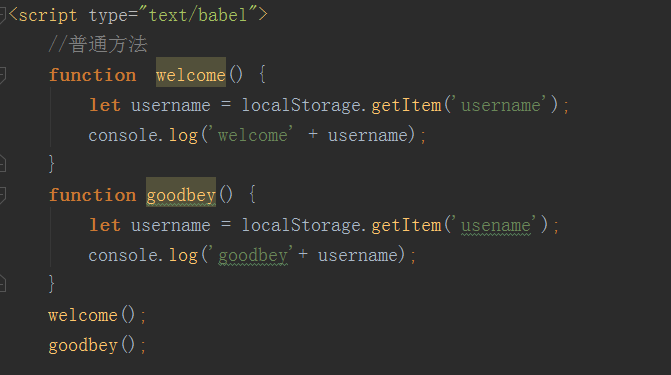 <script type="text/babel">
//普通方法
function  welcome() {
let username = localStorage.getItem('username');
console.log('welcome' + username);
}
function goodbey() {
let username = localStorage.getItem('usename');
console.log('goodbey'+ username);
}
welcome();
goodbey();